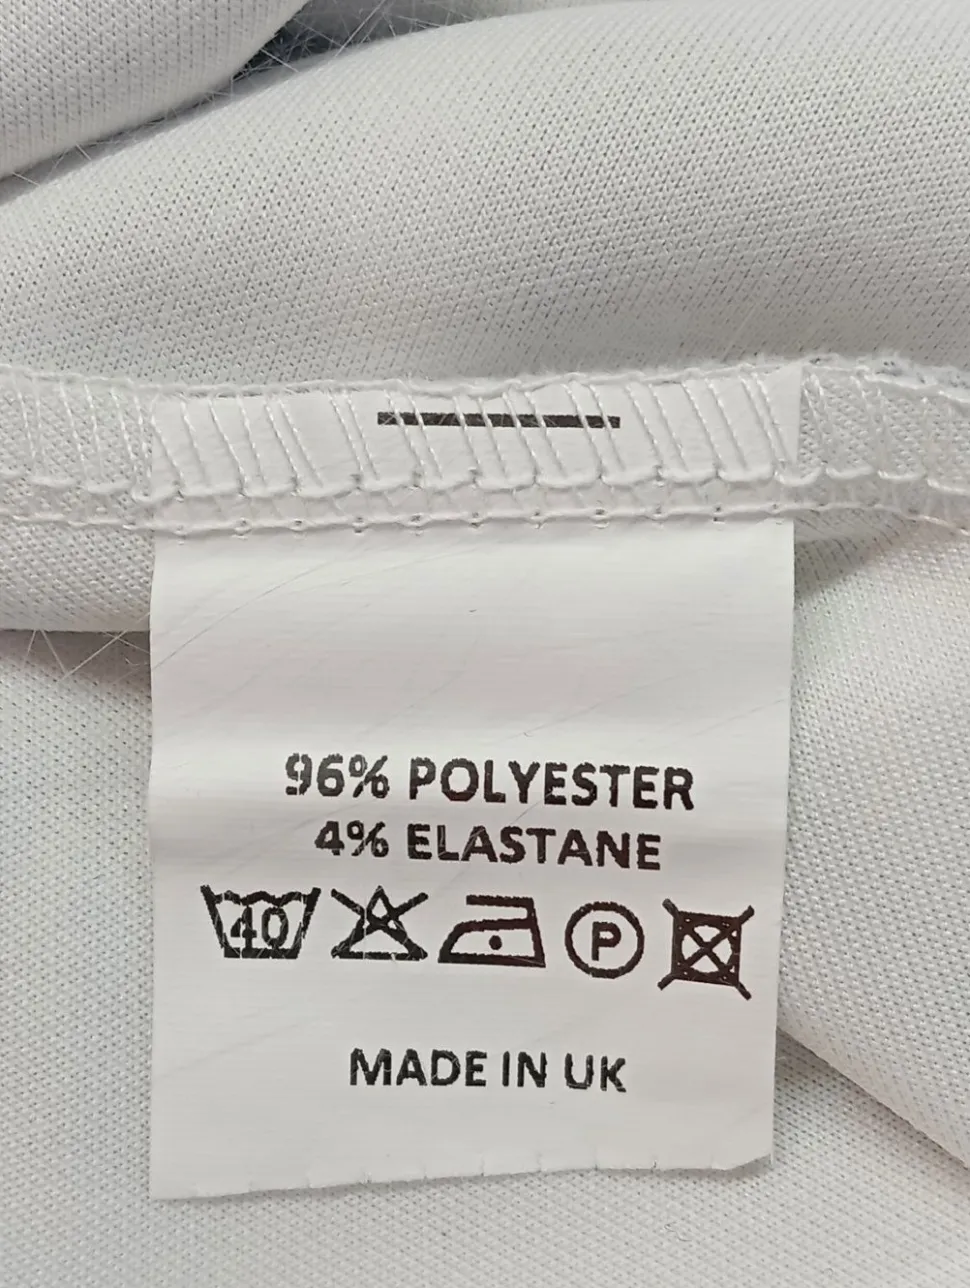 96% POLYESTER
4% ELASTANE
40 P
MADE IN UK